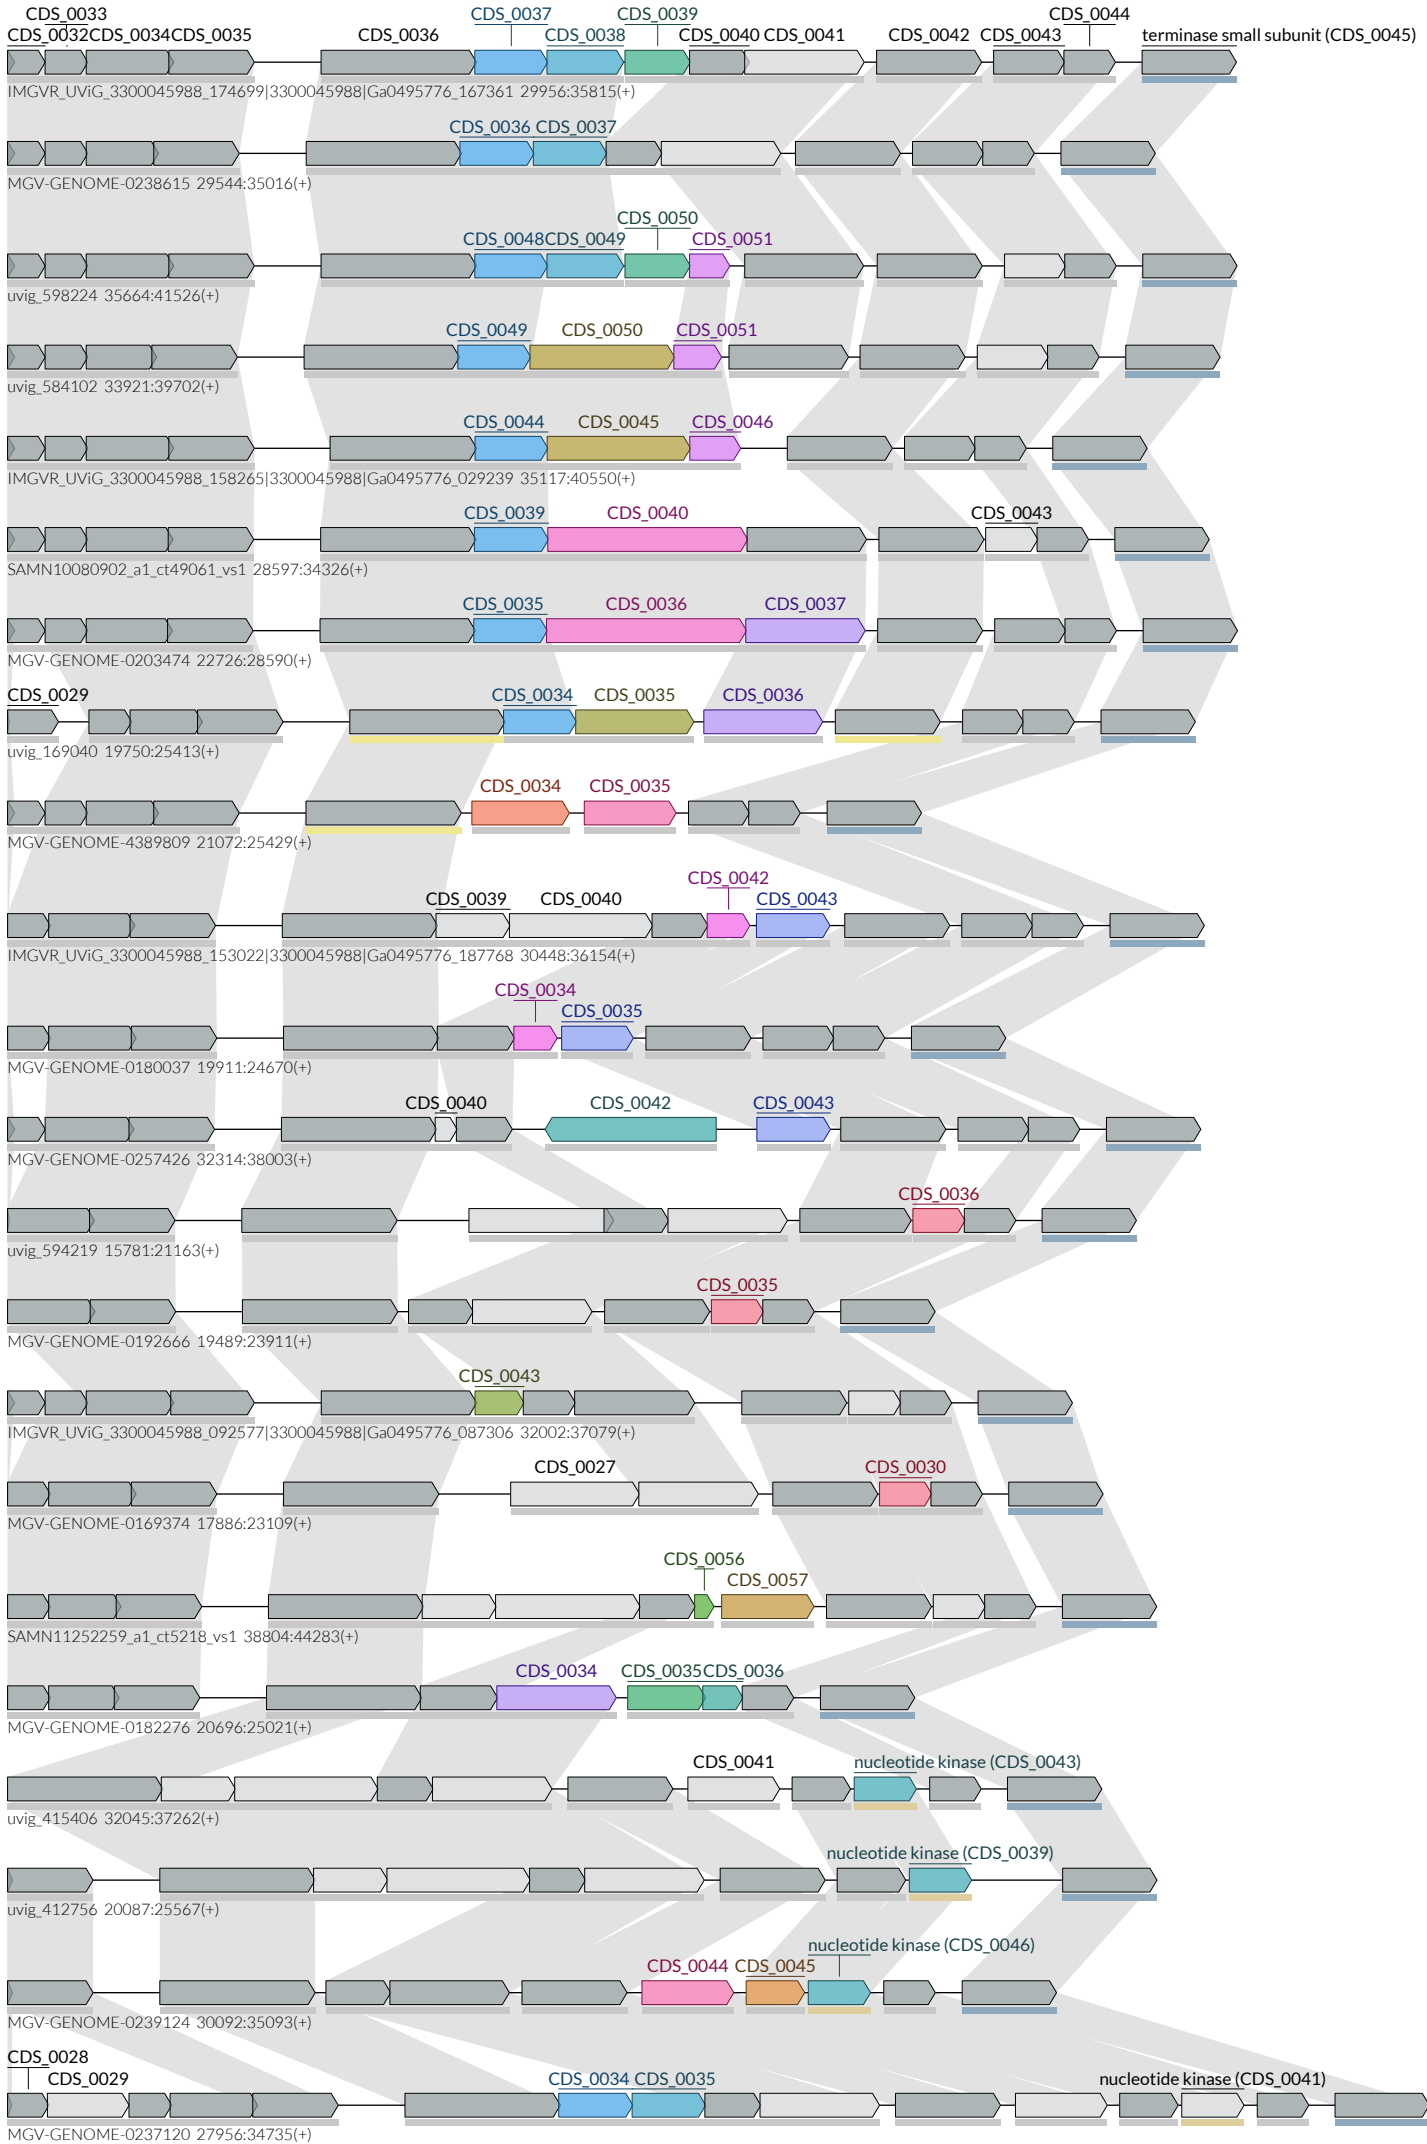 CDS_0033 CDS_0037 CDS_0039 CDS_0044
CDS_0032 CDS_0034 CDS_0035 CDS_0036 CDS_0038 CDS_0040 CDS_0041 CDS_0042 CDS_0043 terminase small subunit (CDS_0045)
IMGVR_UViG_3300045988_174699|3300045988|Ga0495776_167361 29956:35815(+)
CDS_0036 CDS_0037
MGV-GENOME-0238615 29544:35016(+)
CDS_0050
CDS_0048 CDS_0049 CDS_0051
uvig_598224 35664:41526(+)
CDS_0049 CDS_0050 CDS_0051
uvig_584102 33921:39702(+)
CDS_0044 CDS_0045 CDS_0046
IMGVR_UViG_3300045988_158265|3300045988|Ga0495776_029239 35117:40550(+)
CDS_0039 CDS_0040 CDS_0043
SAMN10080902_a1_ct49061_vs1 28597:34326(+)
CDS_0035 CDS_0036 CDS_0037
MGV-GENOME-0203474 22726:28590(+)
CDS_0029 CDS_0034 CDS_0035 CDS_0036
uvig_169040 19750:25413(+)
CDS_0034 CDS_0035
MGV-GENOME-4389809 21072:25429(+)
CDS_0042
CDS_0039 CDS_0040 CDS_0043
IMGVR_UViG_3300045988_153022|3300045988|Ga0495776_187768 30448:36154(+)
CDS_0034
CDS_0035
MGV-GENOME-0180037 19911:24670(+)
CDS_0040 CDS_0042 CDS_0043
MGV-GENOME-0257426 32314:38003(+)
CDS_0036
uvig_594219 15781:21163(+)
CDS_0035
MGV-GENOME-0192666 19489:23911(+)
CDS_0043
IMGVR_UViG_3300045988_092577|3300045988|Ga0495776_087306 32002:37079(+)
CDS_0027 CDS_0030
MGV-GENOME-0169374 17886:23109(+)
CDS_0056
CDS_0057
SAMN11252259_a1_ct5218_vs1 38804:44283(+)
CDS_0034 CDS_0035 CDS_0036
MGV-GENOME-0182276 20696:25021(+)
CDS_0041 nucleotide kinase (CDS_0043)
uvig_415406 32045:37262(+)
nucleotide kinase (CDS_0039)
uvig_412756 20087:25567(+)
nucleotide kinase (CDS_0046)
CDS_0044 CDS_0045
MGV-GENOME-0239124 30092:35093(+)
CDS_0028
CDS_0029 CDS_0034 CDS_0035 nucleotide kinase (CDS_0041)
MGV-GENOME-0237120 27956:34735(+)